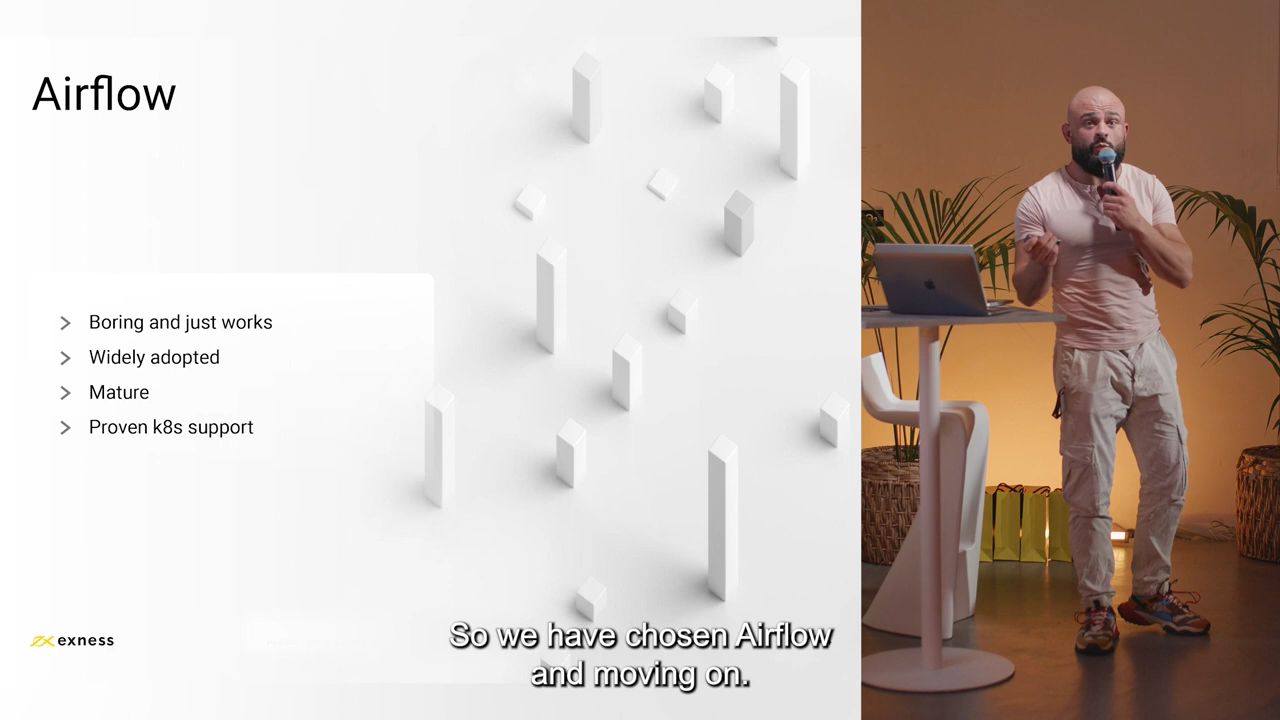 Airflow
> Boring and just works
> Widely adopted
> Mature
> Proven k8s support
exness
So we have chosen Airflow
and moving on.